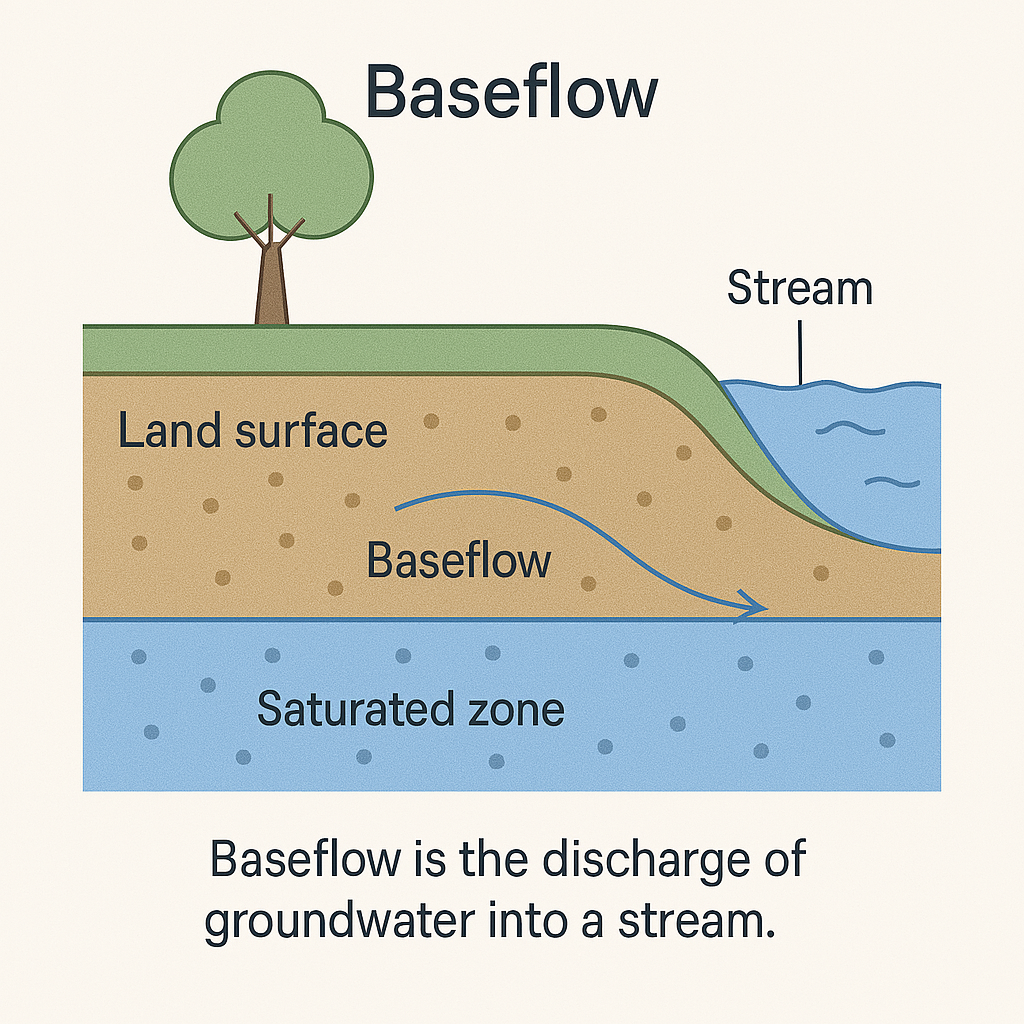 Baseflow
Stream
Land surface
Baseflow
Saturated zone
Baseflow is the discharge of
groundwater into a stream.